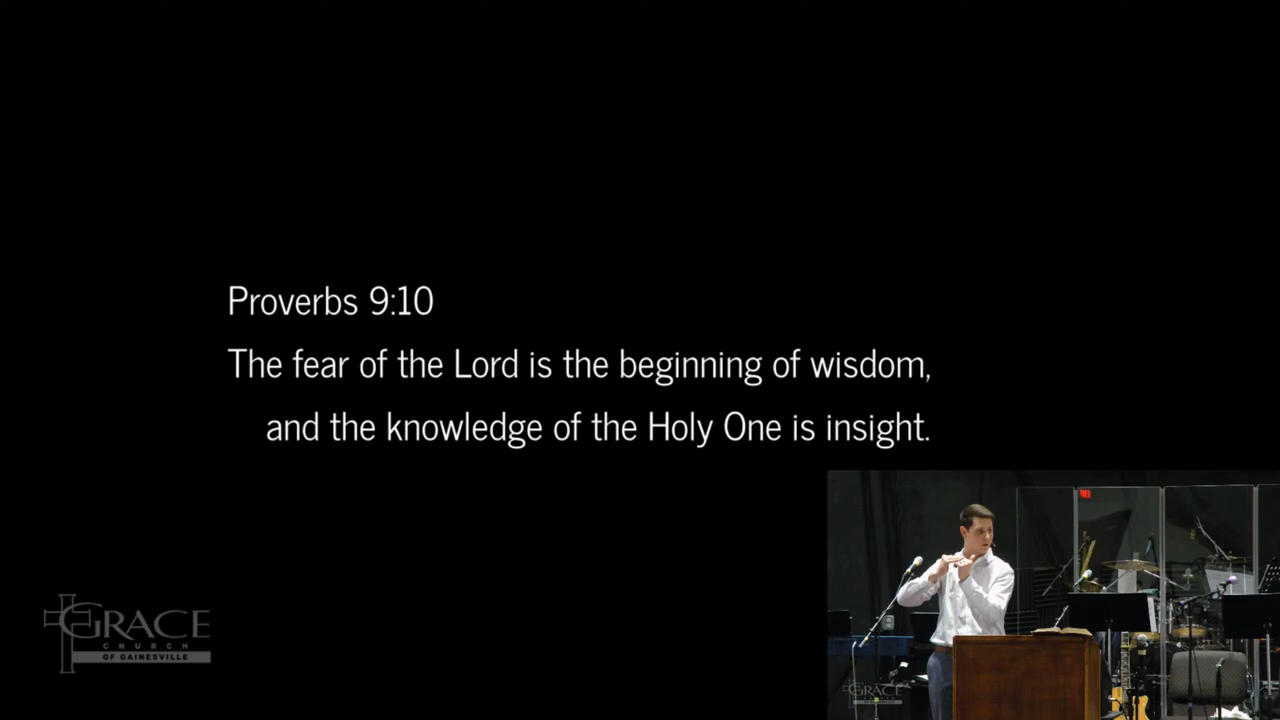 Proverbs 9:10
The fear of the Lord is the beginning of wisdom,
and the knowledge of the Holy One is insight.
GRACE
CHURCH
OF GAINESVILLE
GRACE